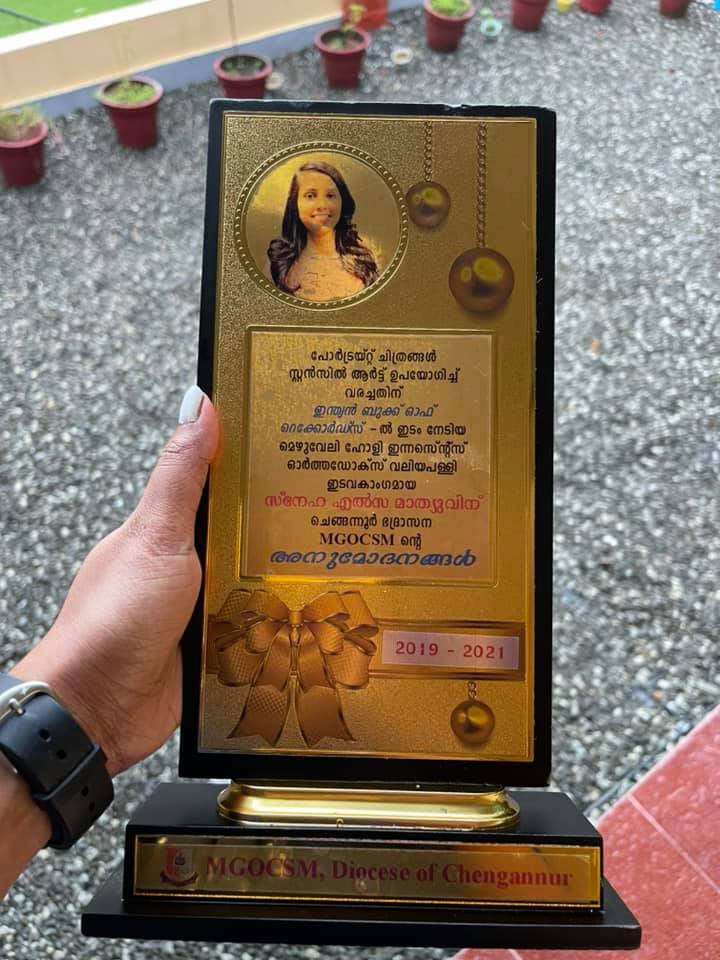 പോർട്രയ്റ്റ് ചിത്രങ്ങൾ
സ്റ്റൻസിൽ ആർട്ട് ഉപയോഗിച്ച്
വരച്ചതിന്
ഇന്ത്യൻ ബുക്ക് ഓഫ്
റെക്കോർഡ്സ് - ൽ ഇടം നേടിയ
മെഴുവേലി ഹോളി ഇന്നസെന്റ്സ്
ഓർത്തഡോക്സ് വലിയപള്ളി
ഇടവകാംഗമായ
സ്നേഹ എൽസ മാത്യുവിന്
ചെങ്ങന്നൂർ ഭദ്രാസന
MGOCSM ന്റെ
അനുമോദനങ്ങൾ
2019 - 2021
MGOCSM, Diocese of Chengannur